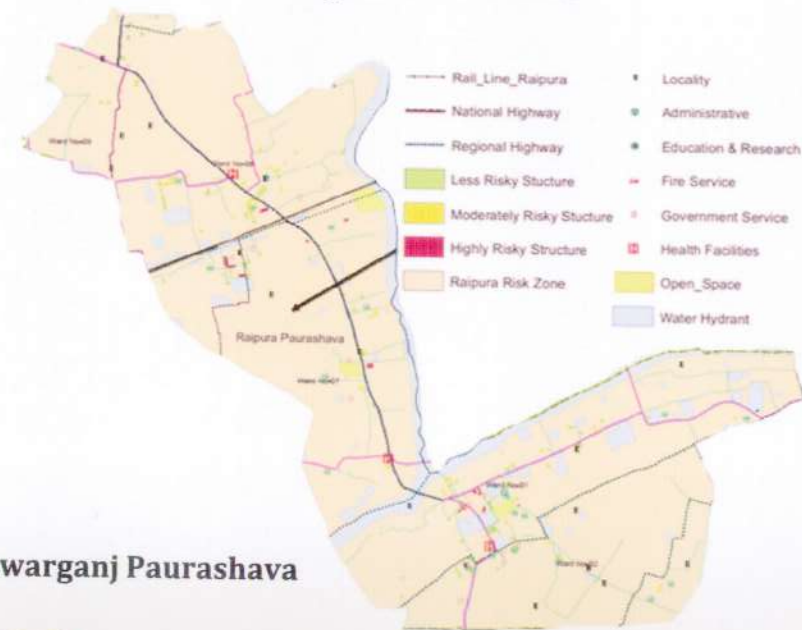 Rail_Line_Raipura
National Highway
Regional Highway
Less Risky Stucture
Moderately Risky Stucture
Highly Risky Structure
Raipura Risk Zone
Locality
Administrative
Education & Research
Fire Service
Government Service
Health Facilities
Open_Space
Water Hydrant
Raipura Paurashava
warganj Paurashava